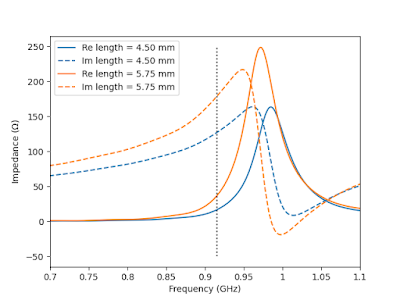 Re length = 4.50 mm
Im length = 4.50 mm
Re length = 5.75 mm
Im length = 5.75 mm
Impedance (Ω)
250
200
150
100
50
0
−50
0.7 0.75 0.8 0.85 0.9 0.95 1 1.05 1.1
Frequency (GHz)